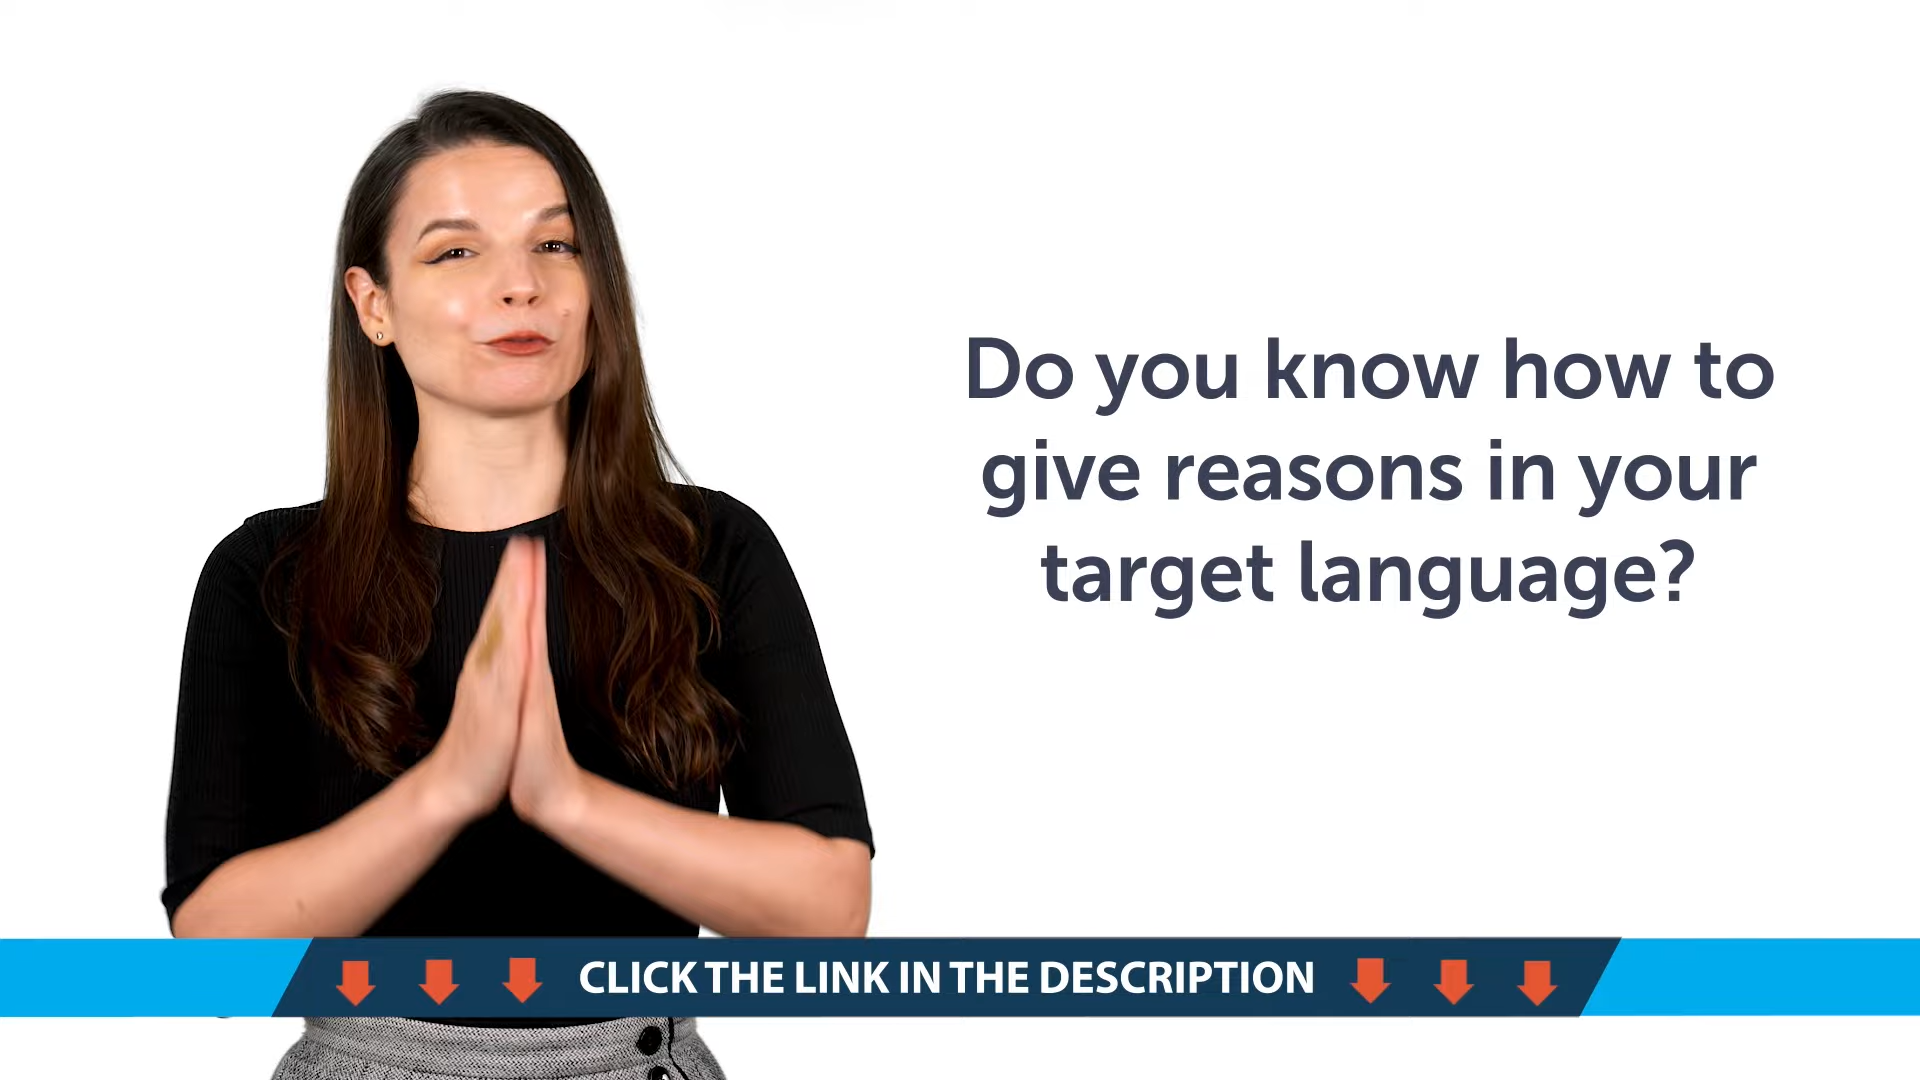 Do you know how to
give reasons in your
target language?
CLICK THE LINK IN THE DESCRIPTION